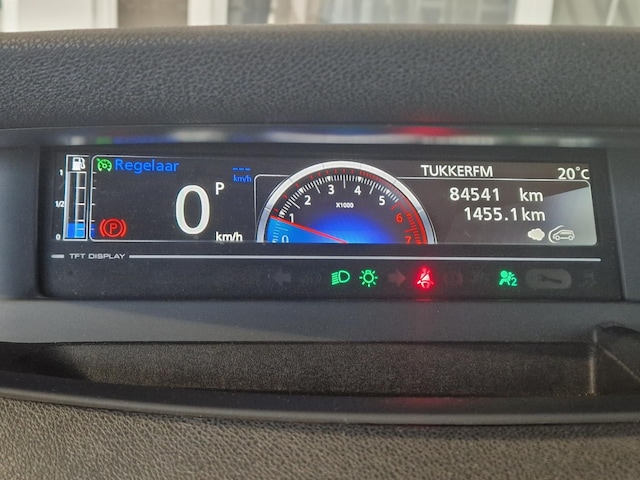 Regelaar
--- km/h
TUKKERFM 20°C
1
1/2
0
0 P
km/h
0 1 2 3 4 5 6 7
X1000
84541 km
1455.1 km
(P)
TFT DISPLAY
2